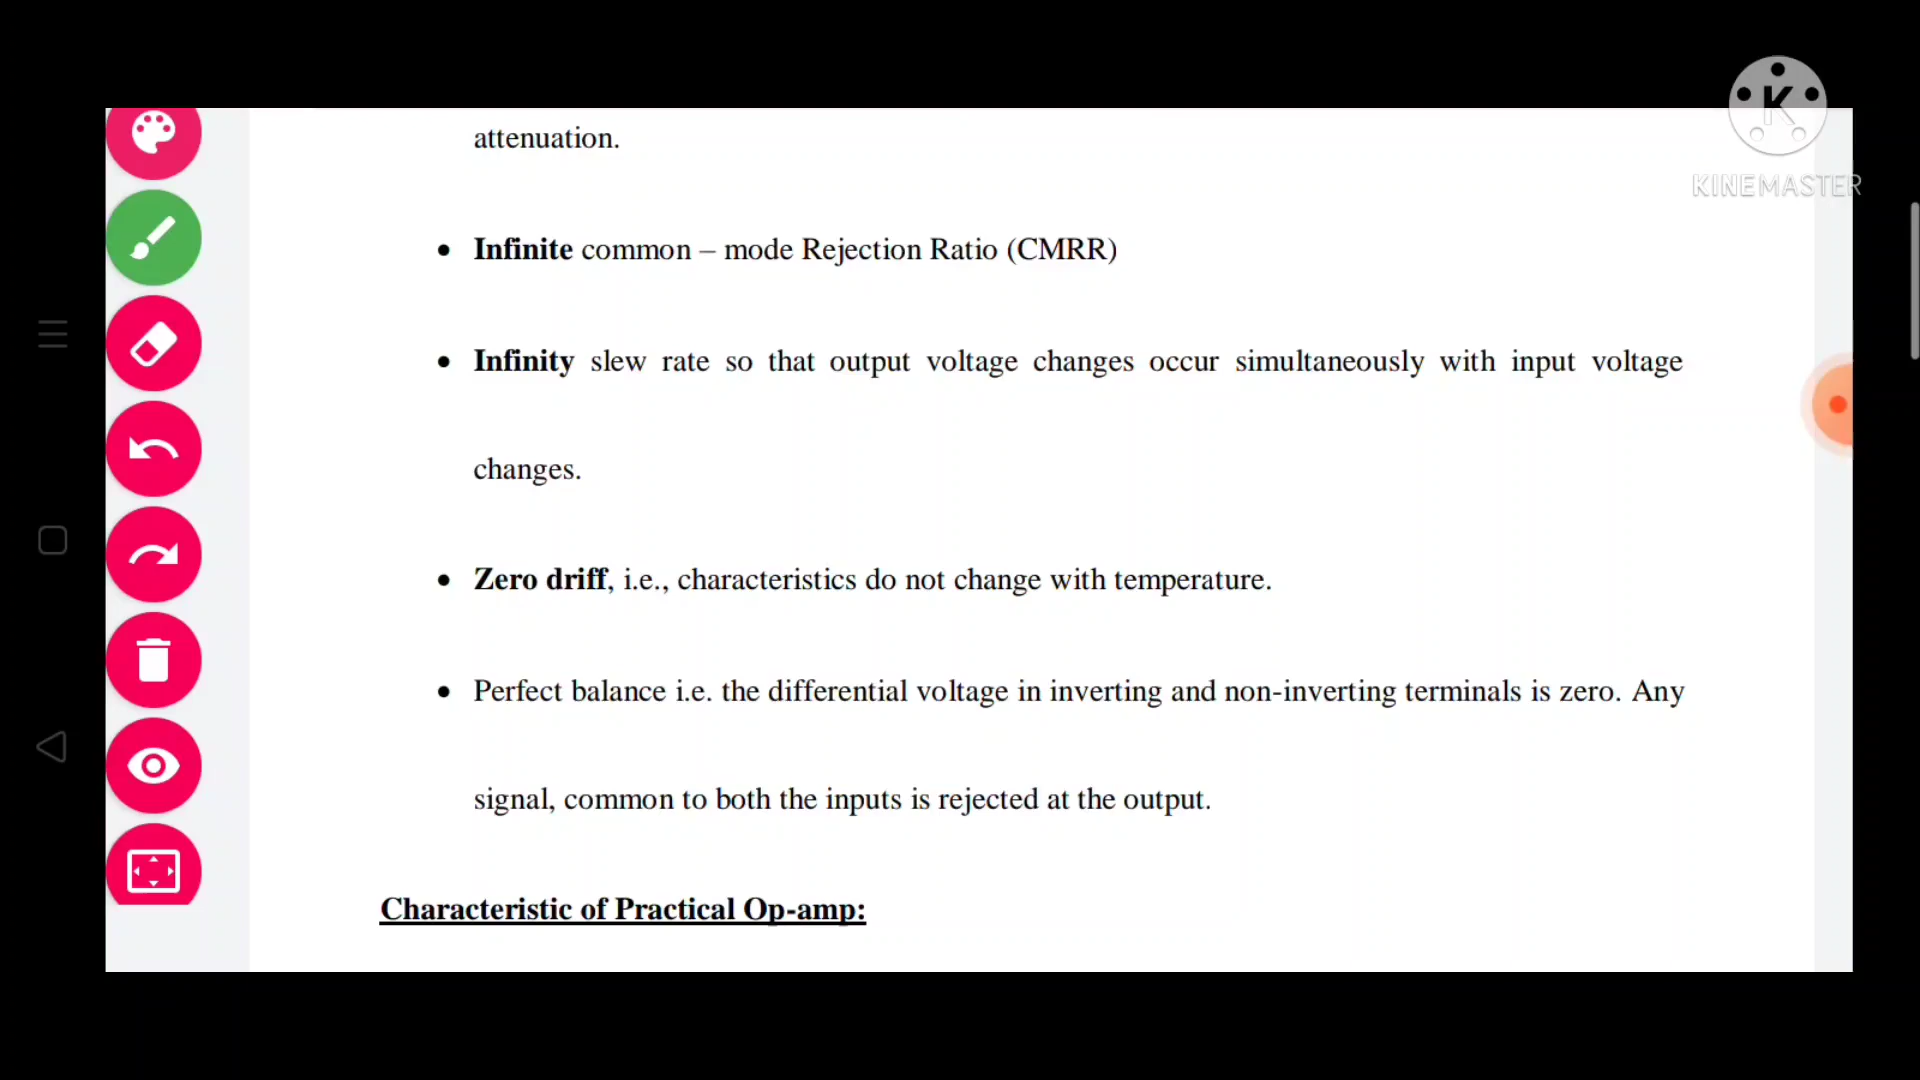 attenuation.
K
KINEMASTER
• Infinite common – mode Rejection Ratio (CMRR)
• Infinity slew rate so that output voltage changes occur simultaneously with input voltage
changes.
• Zero driff, i.e., characteristics do not change with temperature.
• Perfect balance i.e. the differential voltage in inverting and non-inverting terminals is zero. Any
signal, common to both the inputs is rejected at the output.
Characteristic of Practical Op-amp: